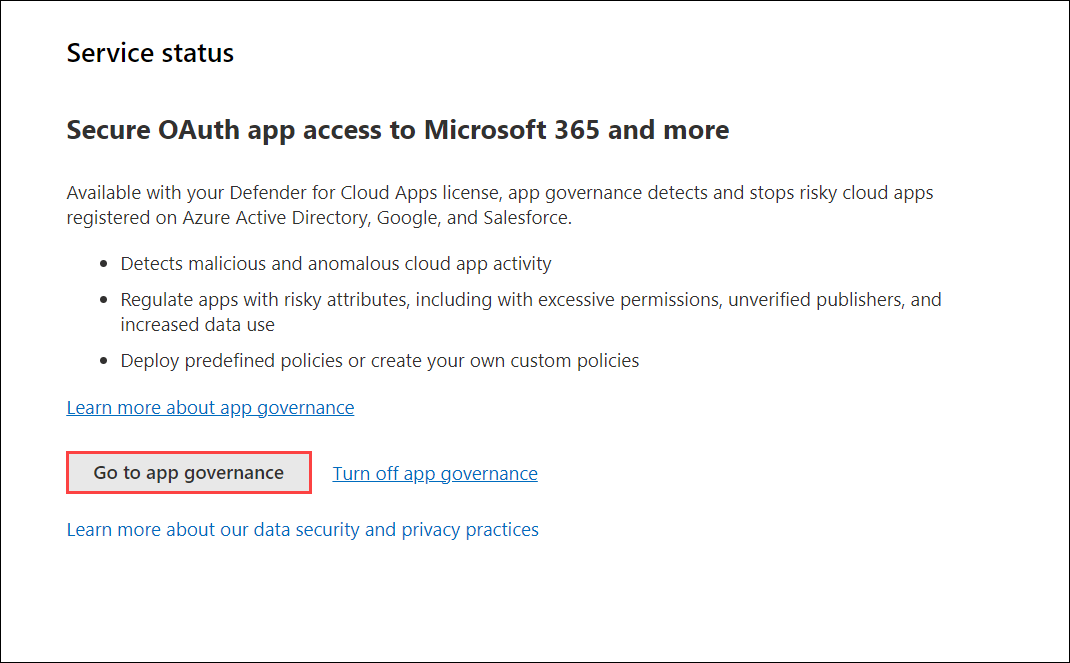 Service status
Secure OAuth app access to Microsoft 365 and more
Available with your Defender for Cloud Apps license, app governance detects and stops risky cloud apps
registered on Azure Active Directory, Google, and Salesforce.
• Detects malicious and anomalous cloud app activity
• Regulate apps with risky attributes, including with excessive permissions, unverified publishers, and
increased data use
• Deploy predefined policies or create your own custom policies
Learn more about app governance
Go to app governance Turn off app governance
Learn more about our data security and privacy practices